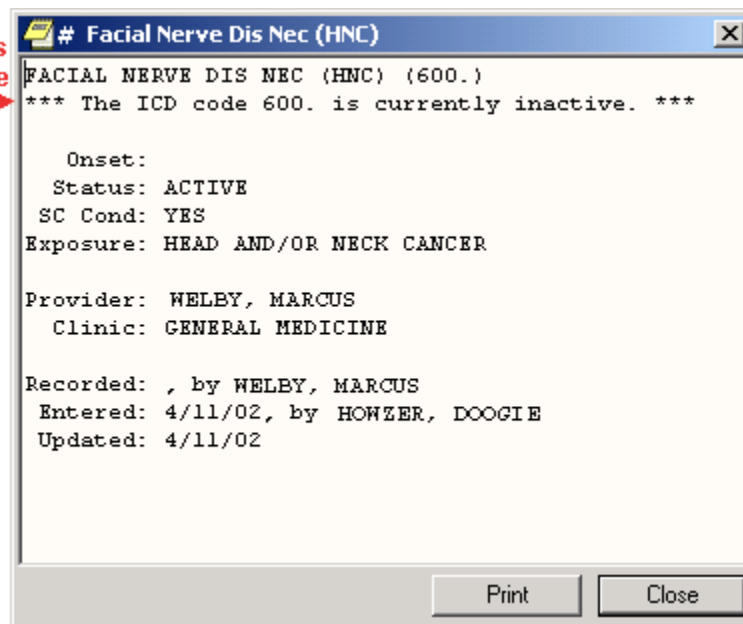 # Facial Nerve Dis Nec (HNC)
s
e
FACIAL NERVE DIS NEC (HNC) (600.)
*** The ICD code 600. is currently inactive. ***
Onset:
Status: ACTIVE
SC Cond: YES
Exposure: HEAD AND/OR NECK CANCER
Provider: WELBY, MARCUS
Clinic: GENERAL MEDICINE
Recorded: , by WELBY, MARCUS
Entered: 4/11/02, by HOWZER, DOOGIE
Updated: 4/11/02
Print Close